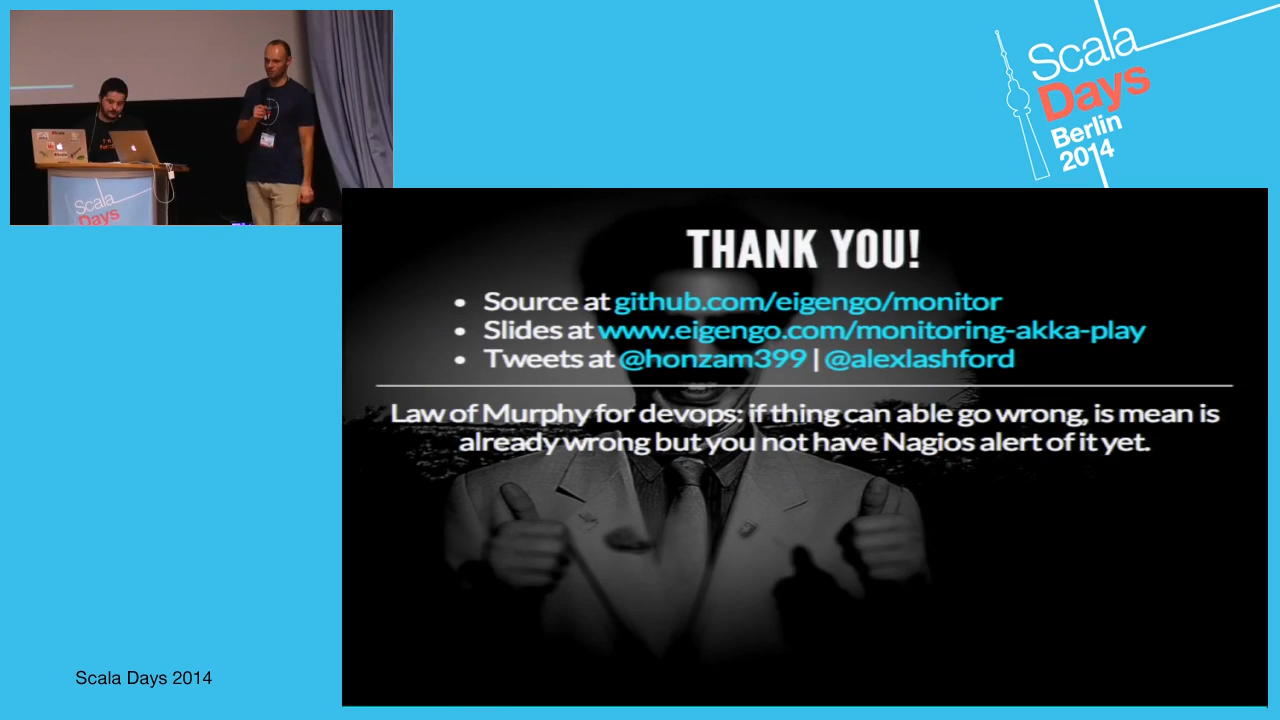 Scala
Days
Berlin
2014
Scala
Days
THANK YOU!
• Source at github.com/eigengo/monitor
• Slides at www.eigengo.com/monitoring-akka-play
• Tweets at @honzam399 | @alexlashford
Law of Murphy for devops: if thing can able go wrong, is mean is
already wrong but you not have Nagios alert of it yet.
Scala Days 2014